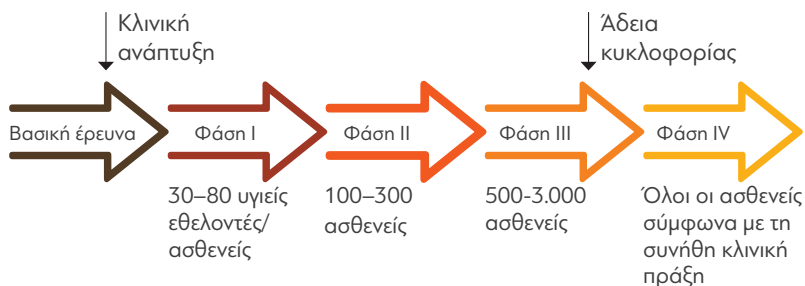 Κλινική
ανάπτυξη
Άδεια
κυκλοφορίας
Βασική έρευνα
Φάση I
Φάση II
Φάση III
Φάση IV
30–80 υγιείς
εθελοντές/
ασθενείς
100–300
ασθενείς
500-3.000
ασθενείς
Όλοι οι ασθενείς
σύμφωνα με τη
συνήθη κλινική
πράξη